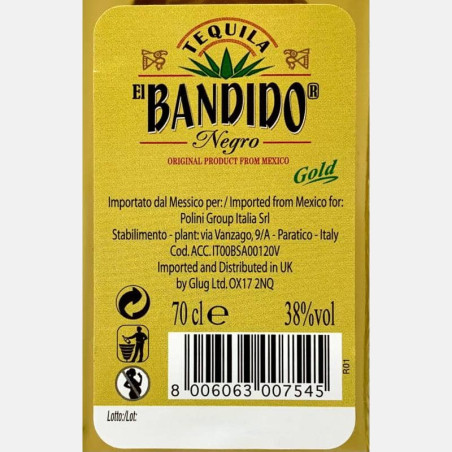 TEQUILA
El BANDIDO R
Negro
ORIGINAL PRODUCT FROM MEXICO
Gold
Importato dal Messico per: / Imported from Mexico for:
Polini Group Italia Srl
Stabilimento - plant: via Vanzago, 9/A - Paratico - Italy
Cod. ACC. IT00BSA00120V
Imported and Distributed in UK
by Glug Ltd. OX17 2NQ
70 cl e 38%vol
8 006063 007545
R01
Lotto:/Lot: